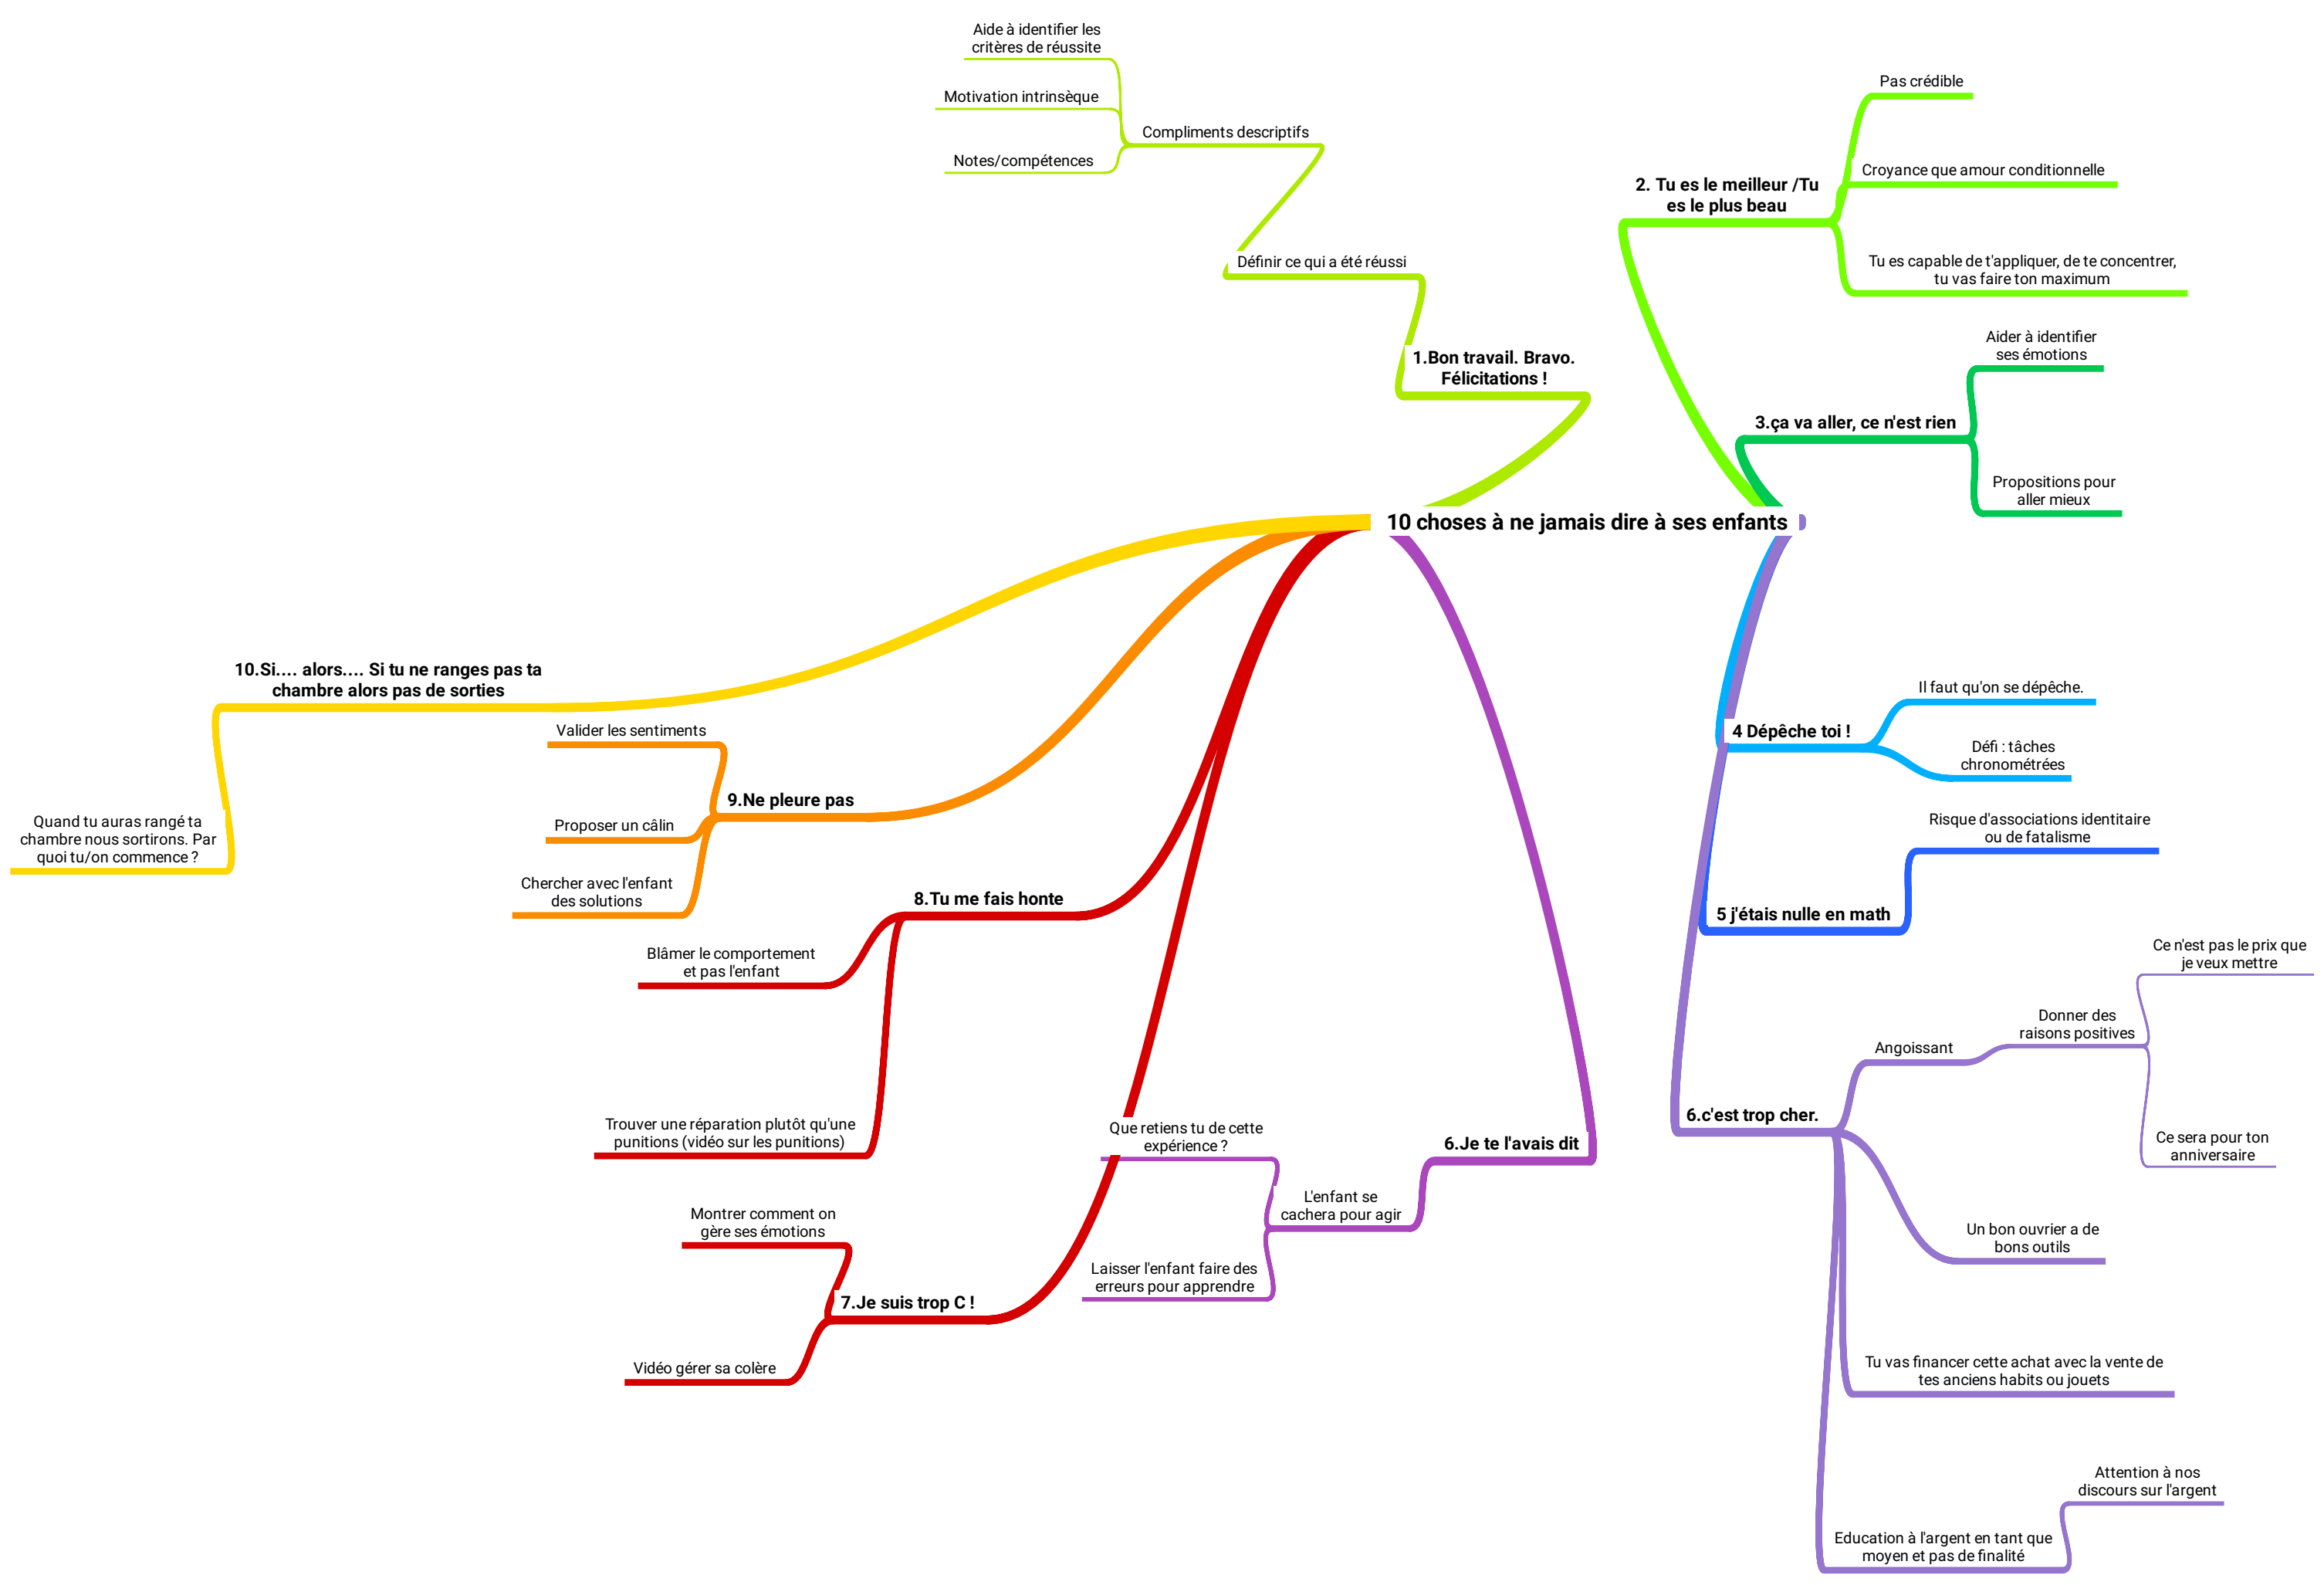 10 choses à ne jamais dire à ses enfants
1.Bon travail. Bravo.
Félicitations !
Définir ce qui a été réussi
Compliments descriptifs
Aide à identifier les
critères de réussite
Motivation intrinsèque
Notes/compétences
2. Tu es le meilleur /Tu
es le plus beau
Pas crédible
Croyance que amour conditionnelle
Tu es capable de t'appliquer, de te concentrer,
tu vas faire ton maximum
3.ça va aller, ce n'est rien
Aider à identifier
ses émotions
Propositions pour
aller mieux
4 Dépêche toi !
Il faut qu'on se dépêche.
Défi : tâches
chronométrées
5 j'étais nulle en math
Risque d'associations identitaire
ou de fatalisme
6.c'est trop cher.
Angoissant
Donner des
raisons positives
Ce n'est pas le prix que
je veux mettre
Ce sera pour ton
anniversaire
Un bon ouvrier a de
bons outils
Tu vas financer cette achat avec la vente de
tes anciens habits ou jouets
Education à l'argent en tant que
moyen et pas de finalité
Attention à nos
discours sur l'argent
6.Je te l'avais dit
L'enfant se
cachera pour agir
Que retiens tu de cette
expérience ?
Laisser l'enfant faire des
erreurs pour apprendre
7.Je suis trop C !
Montrer comment on
gère ses émotions
Vidéo gérer sa colère
8.Tu me fais honte
Blâmer le comportement
et pas l'enfant
Trouver une réparation plutôt qu'une
punitions (vidéo sur les punitions)
9.Ne pleure pas
Valider les sentiments
Proposer un câlin
Chercher avec l'enfant
des solutions
10.Si.... alors.... Si tu ne ranges pas ta
chambre alors pas de sorties
Quand tu auras rangé ta
chambre nous sortirons. Par
quoi tu/on commence ?